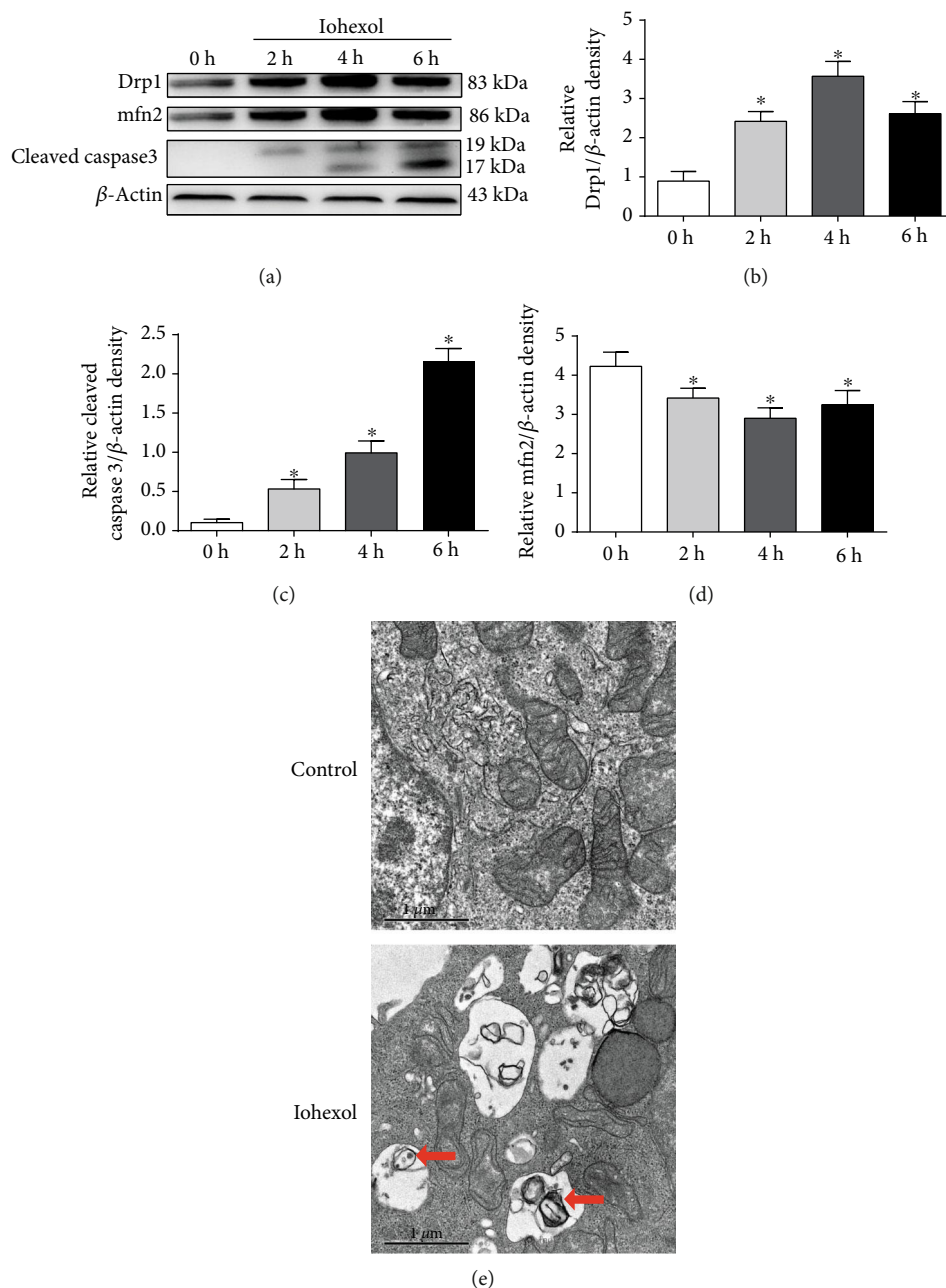 Iohexol
0 h 2 h 4 h 6 h
Drp1 83 kDa
mfn2 86 kDa
Cleaved caspase3 19 kDa
17 kDa
β-Actin 43 kDa
(a)
Relative
Drp1/β-actin density
5
4
3
2
1
0
* * *
0 h 2 h 4 h 6 h
(b)
Relative cleaved
caspase 3/β-actin density
2.5
2.0
1.0
0.5
0.0
* * *
0 h 2 h 4 h 6 h
(c)
Relative mfn2/β-actin density
5
4
3
2
1
0
* * *
0 h 2 h 4 h 6 h
(d)
Control
1 μm
Iohexol
1 μm
(e)